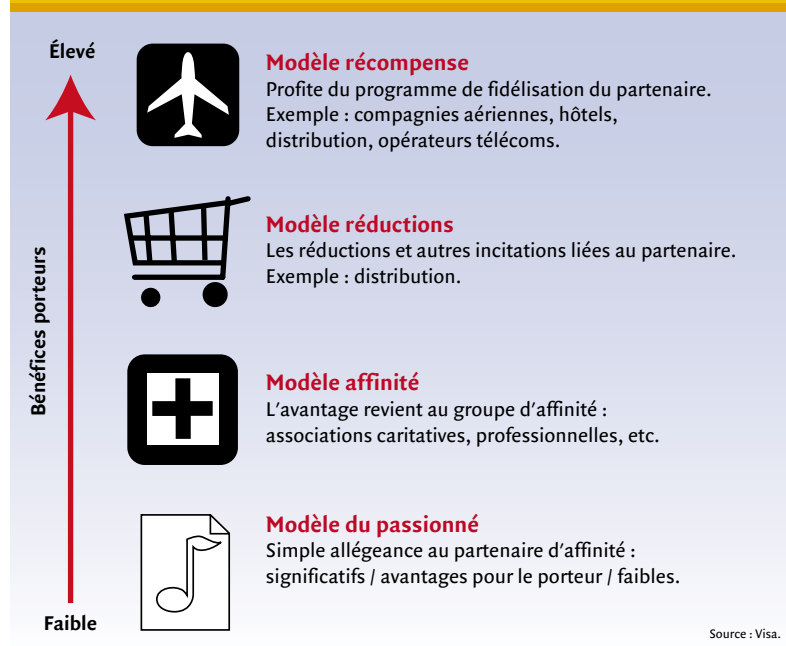 Élevé
Modèle récompense
Profite du programme de fidélisation du partenaire.
Exemple : compagnies aériennes, hôtels,
distribution, opérateurs télécoms.
Modèle réductions
Les réductions et autres incitations liées au partenaire.
Exemple : distribution.
Bénéfices porteurs
Modèle affinité
L'avantage revient au groupe d'affinité :
associations caritatives, professionnelles, etc.
Modèle du passionné
Simple allégeance au partenaire d'affinité :
significatifs / avantages pour le porteur / faibles.
Faible
Source : Visa.